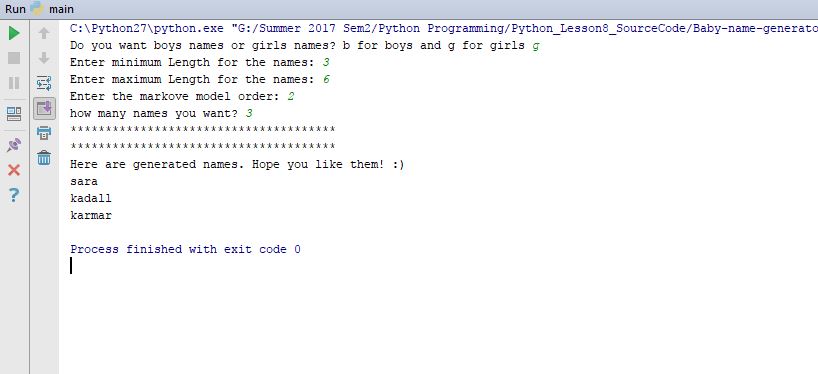 Run main
C:\Python27\python.exe "G:/Summer 2017 Sem2/Python Programming/Python_Lesson8_SourceCode/Baby-name-generato
Do you want boys names or girls names? b for boys and g for girls g
Enter minimum Length for the names: 3
Enter maximum Length for the names: 6
Enter the markove model order: 2
how many names you want? 3
**************************************
**************************************
Here are generated names. Hope you like them! :)
sara
kadall
karmar
Process finished with exit code 0